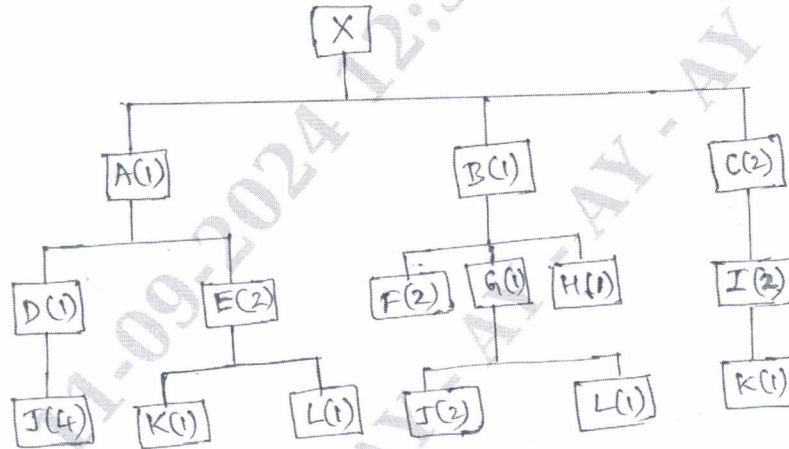 X
A(1) B(1) C(2)
D(1) E(2) F(2) G(1) H(1) I(2)
J(4) K(1) L(1) J(2) L(1) K(1)